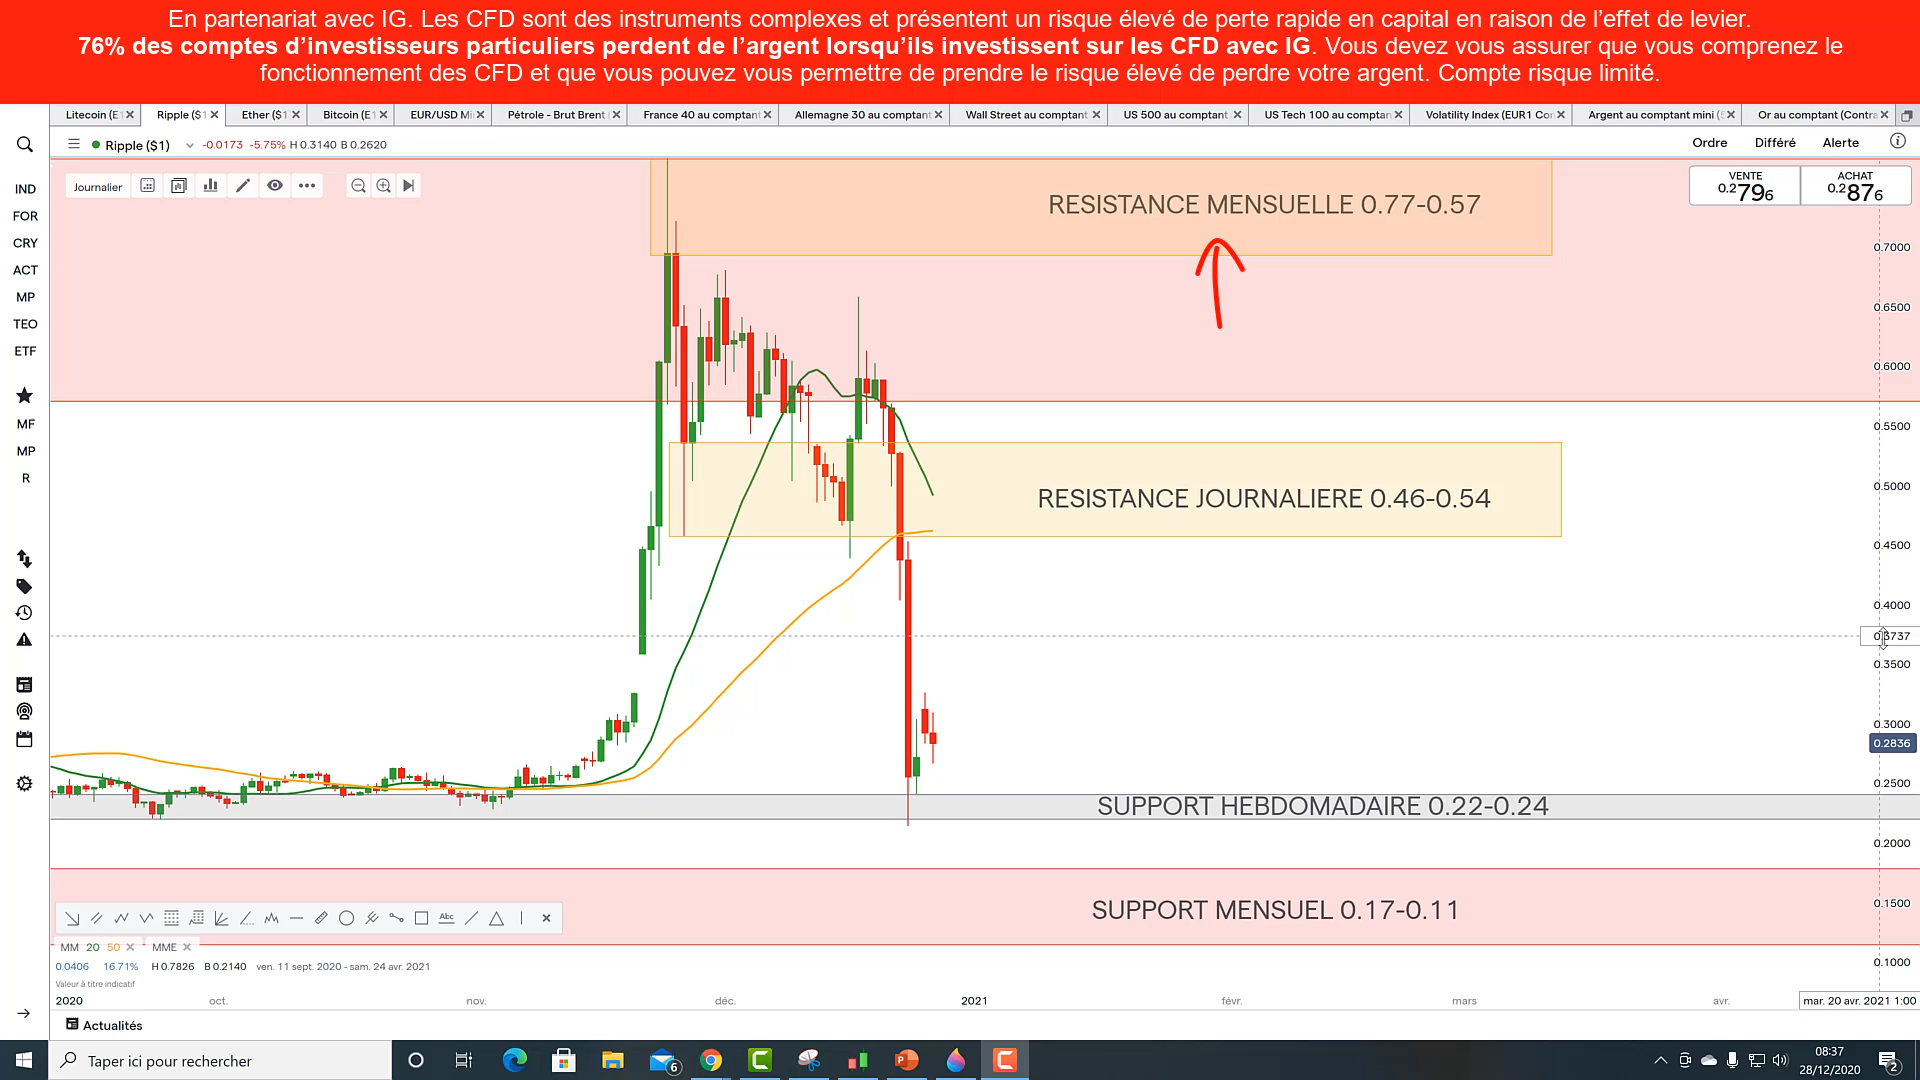 En partenariat avec IG. Les CFD sont des instruments complexes et présentent un risque élevé de perte rapide en capital en raison de l'effet de levier.
76% des comptes d'investisseurs particuliers perdent de l'argent lorsqu'ils investissent sur les CFD avec IG. Vous devez vous assurer que vous comprenez le
fonctionnement des CFD et que vous pouvez vous permettre de prendre le risque élevé de perdre votre argent. Compte risque limité.
Litecoin (E1 Ripple ($1 Ether ($1 Bitcoin (E1 EUR/USD Mi Pétrole - Brut Brent ( France 40 au comptant Allemagne 30 au comptant Wall Street au comptant US 500 au comptant US Tech 100 au comptan Volatility Index (EUR1 Con Argent au comptant mini (E Or au comptant (Contra
Ripple ($1) -0.0173 -5.75% H 0.3140 B 0.2620
Ordre Différé Alerte
IND
FOR
CRY
ACT
MP
TEO
ETF
MF
MP
R
Journalier
VENTE
0.2796
ACHAT
0.2876
RESISTANCE MENSUELLE 0.77-0.57
RESISTANCE JOURNALIERE 0.46-0.54
SUPPORT HEBDOMADAIRE 0.22-0.24
SUPPORT MENSUEL 0.17-0.11
0.7000
0.6500
0.6000
0.5500
0.5000
0.4500
0.4000
0.3737
0.3500
0.3000
0.2836
0.2500
0.2000
0.1500
0.1000
Abc
MM 20 50 MME
0.0406 16.71% H 0.7826 B 0.2140 ven. 11 sept. 2020 - sam. 24 avr. 2021
Valeur à titre indicatif
2020 oct. nov. déc. 2021 févr. mars avr. mar. 20 avr. 2021 1:00
Actualités
Taper ici pour rechercher
6
08:37
28/12/2020
2